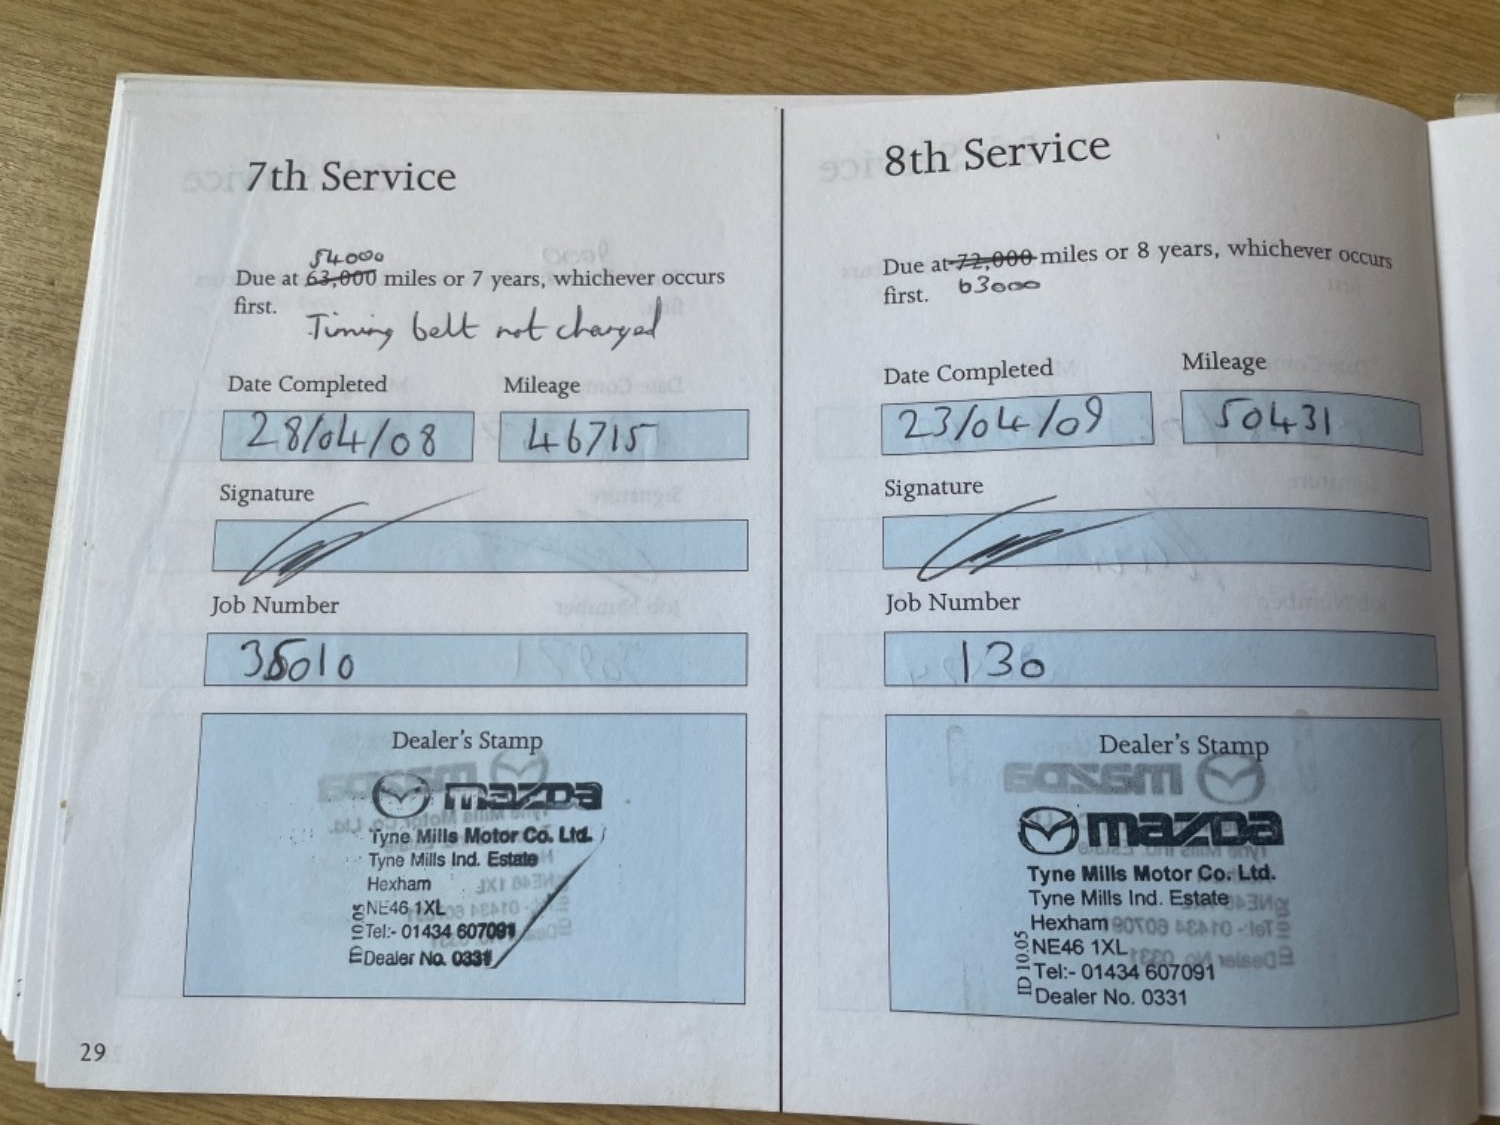 7th Service
54000
Due at 63,000 miles or 7 years, whichever occurs
first.
Timing belt not changed
Date Completed
Mileage
28/04/08
46715
Signature
Job Number
35010
Dealer's Stamp
mazda
Tyne Mills Motor Co. Ltd.
Tyne Mills Ind. Estate
Hexham
NE46 1XL
Tel:- 01434 607091
Dealer No. 0331
ID 10.05
29
8th Service
Due at 72,000 miles or 8 years, whichever occurs
first. 63000
Date Completed
Mileage
23/04/09
50431
Signature
Job Number
130
Dealer's Stamp
mazda
Tyne Mills Motor Co. Ltd.
Tyne Mills Ind. Estate
Hexham
NE46 1XL
Tel:- 01434 607091
Dealer No. 0331
ID 10.05